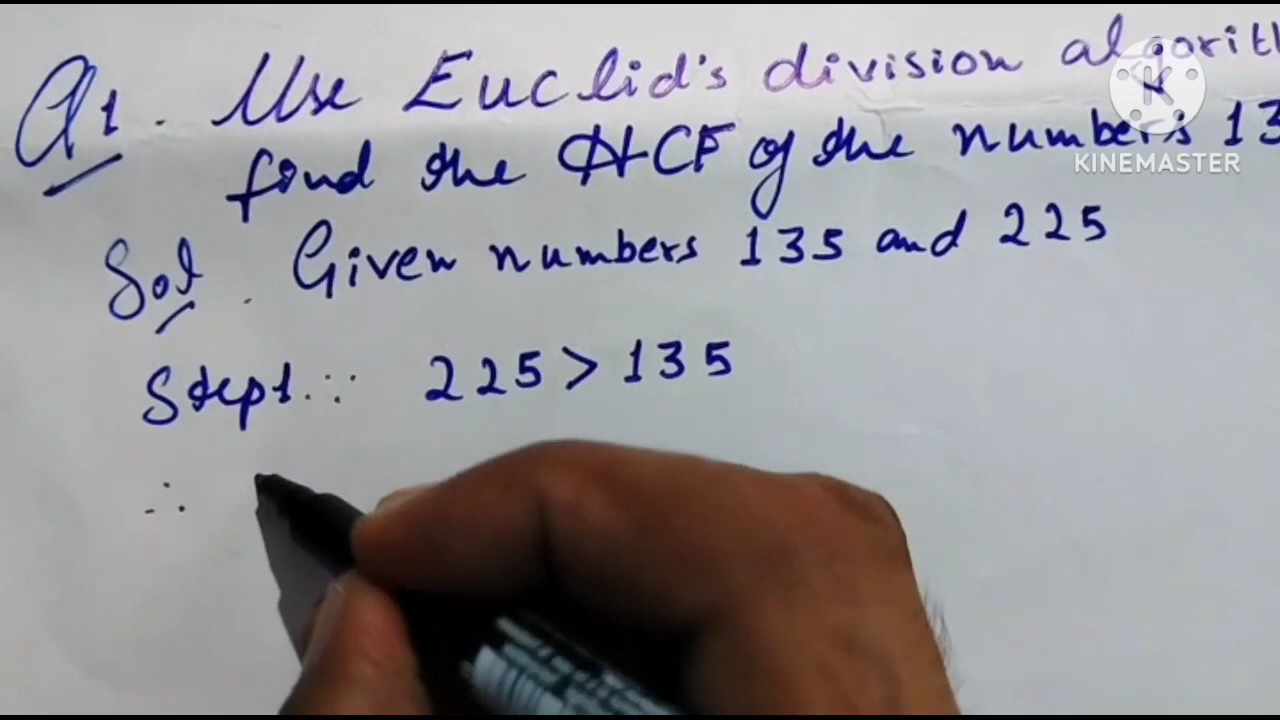 Q1. Use Euclid's division algorith
find the HCF of the numbers 13
Sol. Given numbers 135 and 225
Step1 ∵ 225 > 135
∴
K
KINEMASTER